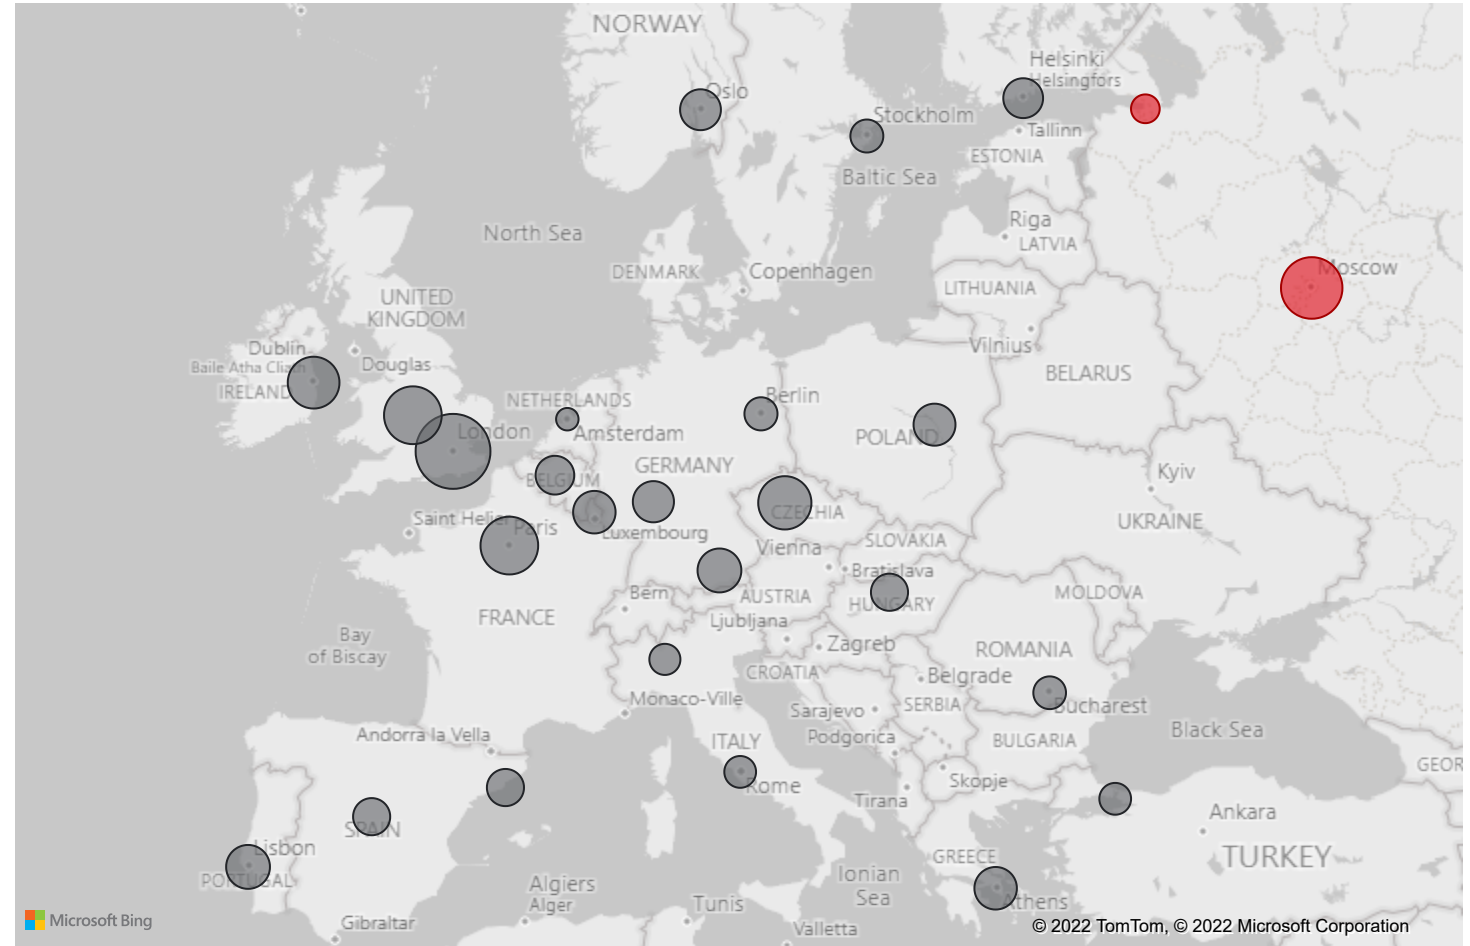 NORWAY
Oslo
Helsinki
Helsingfors
Stockholm
Tallinn
ESTONIA
Baltic Sea
Riga
LATVIA
North Sea
DENMARK
Copenhagen
Moscow
LITHUANIA
UNITED
KINGDOM
Vilnius
Dublin
Baile Atha Cliath
Douglas
IRELAND
BELARUS
NETHERLANDS
Berlin
London
Amsterdam
POLAND
GERMANY
Kyiv
BELGIUM
CZECHIA
UKRAINE
Saint Helier
Paris
Luxembourg
Vienna
SLOVAKIA
Bratislava
Bern
AUSTRIA
HUNGARY
MOLDOVA
FRANCE
Ljubljana
Bay
of Biscay
Zagreb
ROMANIA
CROATIA
Belgrade
Monaco-Ville
Sarajevo
SERBIA
Bucharest
Andorra la Vella
ITALY
Podgorica
BULGARIA
Black Sea
GEOR
Rome
Skopje
Tirana
Ankara
SPAIN
Lisbon
GREECE
TURKEY
PORTUGAL
Ionian
Sea
Algiers
Alger
Tunis
Athens
Microsoft Bing
Gibraltar
Valletta
© 2022 TomTom, © 2022 Microsoft Corporation